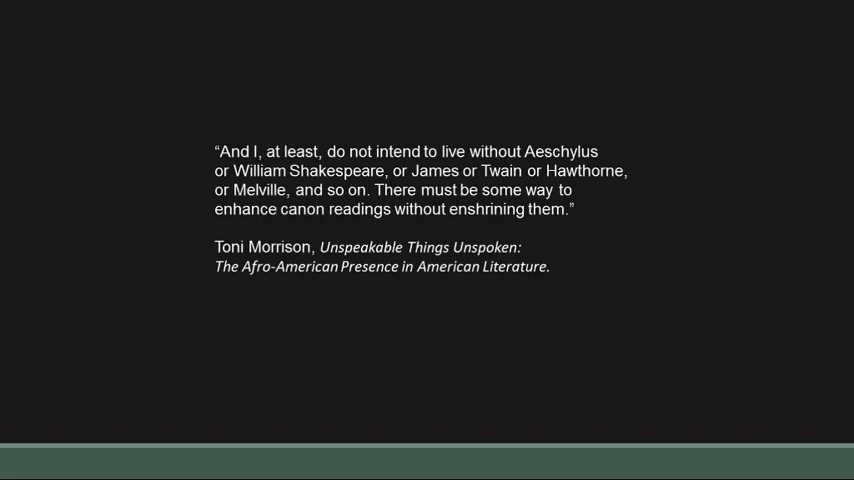 “And I, at least, do not intend to live without Aeschylus
or William Shakespeare, or James or Twain or Hawthorne,
or Melville, and so on. There must be some way to
enhance canon readings without enshrining them.”
Toni Morrison, Unspeakable Things Unspoken:
The Afro-American Presence in American Literature.